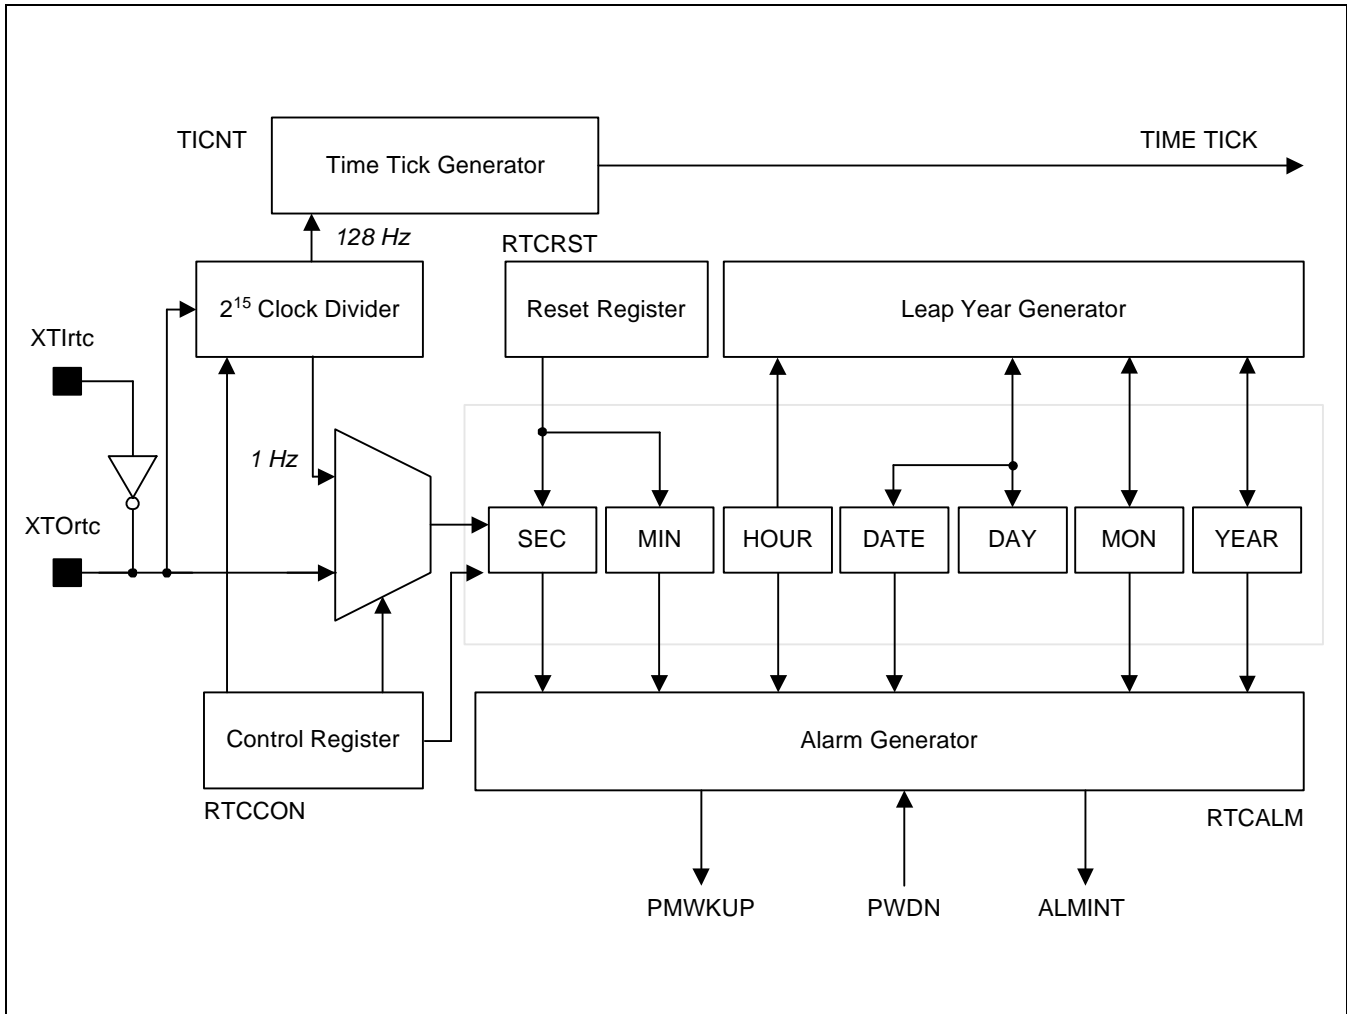 TICNT
Time Tick Generator
TIME TICK
128 Hz
RTCRST
2¹⁵ Clock Divider
Reset Register
Leap Year Generator
XTIrtc
1 Hz
XTOrtc
SEC
MIN
HOUR
DATE
DAY
MON
YEAR
Control Register
Alarm Generator
RTCCON
RTCALM
PMWKUP
PWDN
ALMINT